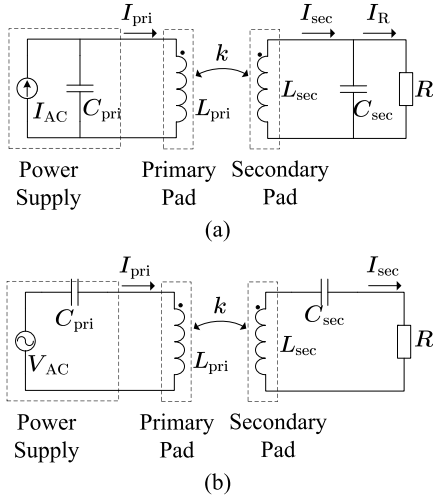 I_pri k I_sec I_R
I_AC C_pri L_pri L_sec C_sec R
Power Supply Primary Pad Secondary Pad
(a)
I_pri k I_sec
C_pri C_sec
V_AC L_pri L_sec R
Power Supply Primary Pad Secondary Pad
(b)